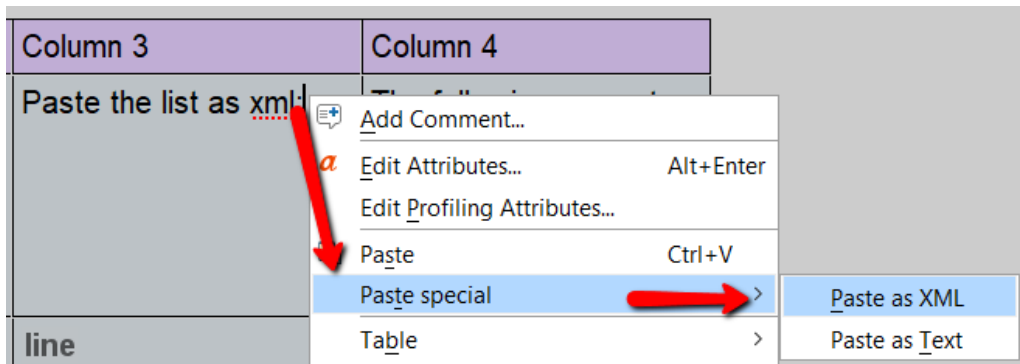 Column 3
Column 4
Paste the list as xml:
Add Comment...
Edit Attributes... Alt+Enter
Edit Profiling Attributes...
Paste Ctrl+V
Paste special
Paste as XML
Table
Paste as Text
line